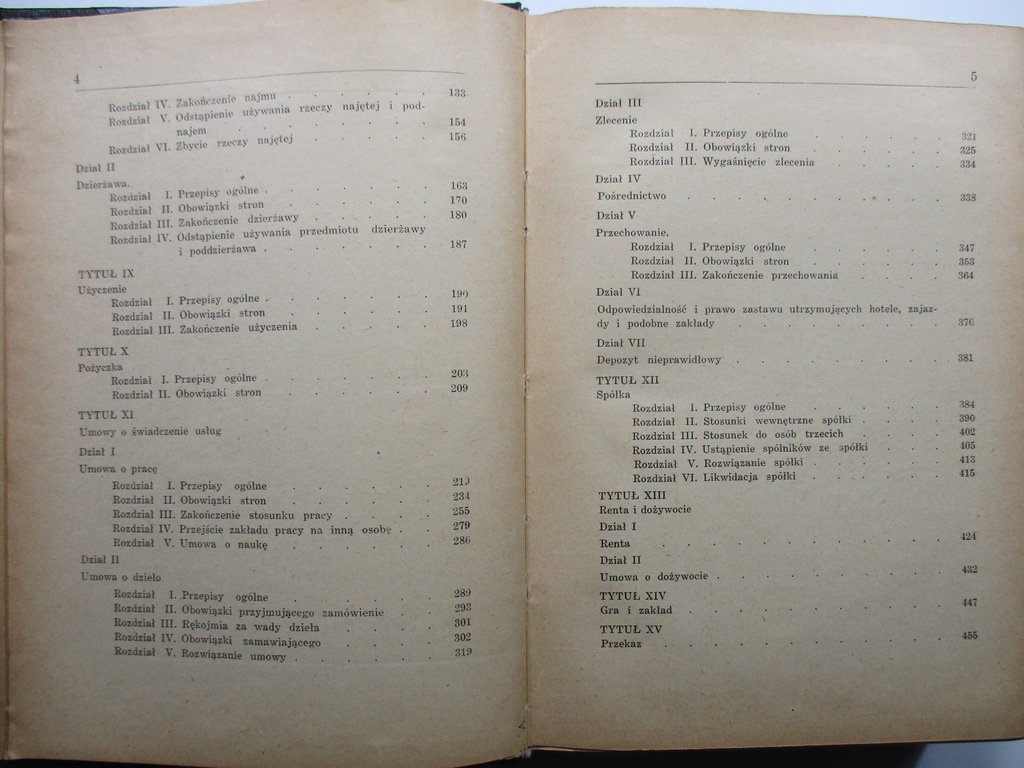 4
Rozdział IV. Zakończenie najmu . . . . . . 133
Rozdział V. Odstąpienie używania rzeczy najętej i pod-
najem . . . . . . . . 154
Rozdział VI. Zbycie rzeczy najętej . . . . . 156
Dział II
Dzierżawa.
Rozdział I. Przepisy ogólne . . . . . . . 163
Rozdział II. Obowiązki stron . . . . . . 170
Rozdział III. Zakończenie dzierżawy . . . . . 180
Rozdział IV. Odstąpienie używania przedmiotu dzierżawy
i poddzierżawa . . . . . . . 187
TYTUŁ IX
Użyczenie
Rozdział I. Przepisy ogólne . . . . . . . 190
Rozdział II. Obowiązki stron . . . . . . 191
Rozdział III. Zakończenie użyczenia . . . . . 198
TYTUŁ X
Pożyczka
Rozdział I. Przepisy ogólne . . . . . . . 203
Rozdział II. Obowiązki stron . . . . . . 209
TYTUŁ XI
Umowy o świadczenie usług
Dział I
Umowa o pracę
Rozdział I. Przepisy ogólne . . . . . . 213
Rozdział II. Obowiązki stron . . . . . . 234
Rozdział III. Zakończenie stosunku pracy . . . . 255
Rozdział IV. Przejście zakładu pracy na inną osobę . . 279
Rozdział V. Umowa o naukę . . . . . . 286
Dział II
Umowa o dzieło
Rozdział I. Przepisy ogólne . . . . . . 289
Rozdział II. Obowiązki przyjmującego zamówienie . . 293
Rozdział III. Rękojmia za wady dzieła . . . . 301
Rozdział IV. Obowiązki zamawiającego . . . . 302
Rozdział V. Rozwiązanie umowy . . . . . . 319
5
Dział III
Zlecenie
Rozdział I. Przepisy ogólne . . . . . . 321
Rozdział II. Obowiązki stron . . . . . . 325
Rozdział III. Wygaśnięcie zlecenia . . . . . 334
Dział IV
Pośrednictwo . . . . . . . . . . 338
Dział V
Przechowanie.
Rozdział I. Przepisy ogólne . . . . . . 347
Rozdział II. Obowiązki stron . . . . . . 353
Rozdział III. Zakończenie przechowania . . . . 364
Dział VI
Odpowiedzialność i prawo zastawu utrzymujących hotele, zajaz-
dy i podobne zakłady . . . . . . . . 376
Dział VII
Depozyt nieprawidłowy . . . . . . . . 381
TYTUŁ XII
Spółka
Rozdział I. Przepisy ogólne . . . . . . 384
Rozdział II. Stosunki wewnętrzne spółki . . . . 390
Rozdział III. Stosunek do osób trzecich . . . . 402
Rozdział IV. Ustąpienie spólników ze spółki . . . 405
Rozdział V. Rozwiązanie spółki . . . . . . 413
Rozdział VI. Likwidacja spółki . . . . . . 415
TYTUŁ XIII
Renta i dożywocie
Dział I
Renta . . . . . . . . . . . . 424
Dział II
Umowa o dożywocie . . . . . . . . . 432
TYTUŁ XIV
Gra i zakład . . . . . . . . . . 447
TYTUŁ XV
Przekaz . . . . . . . . . . . . 455